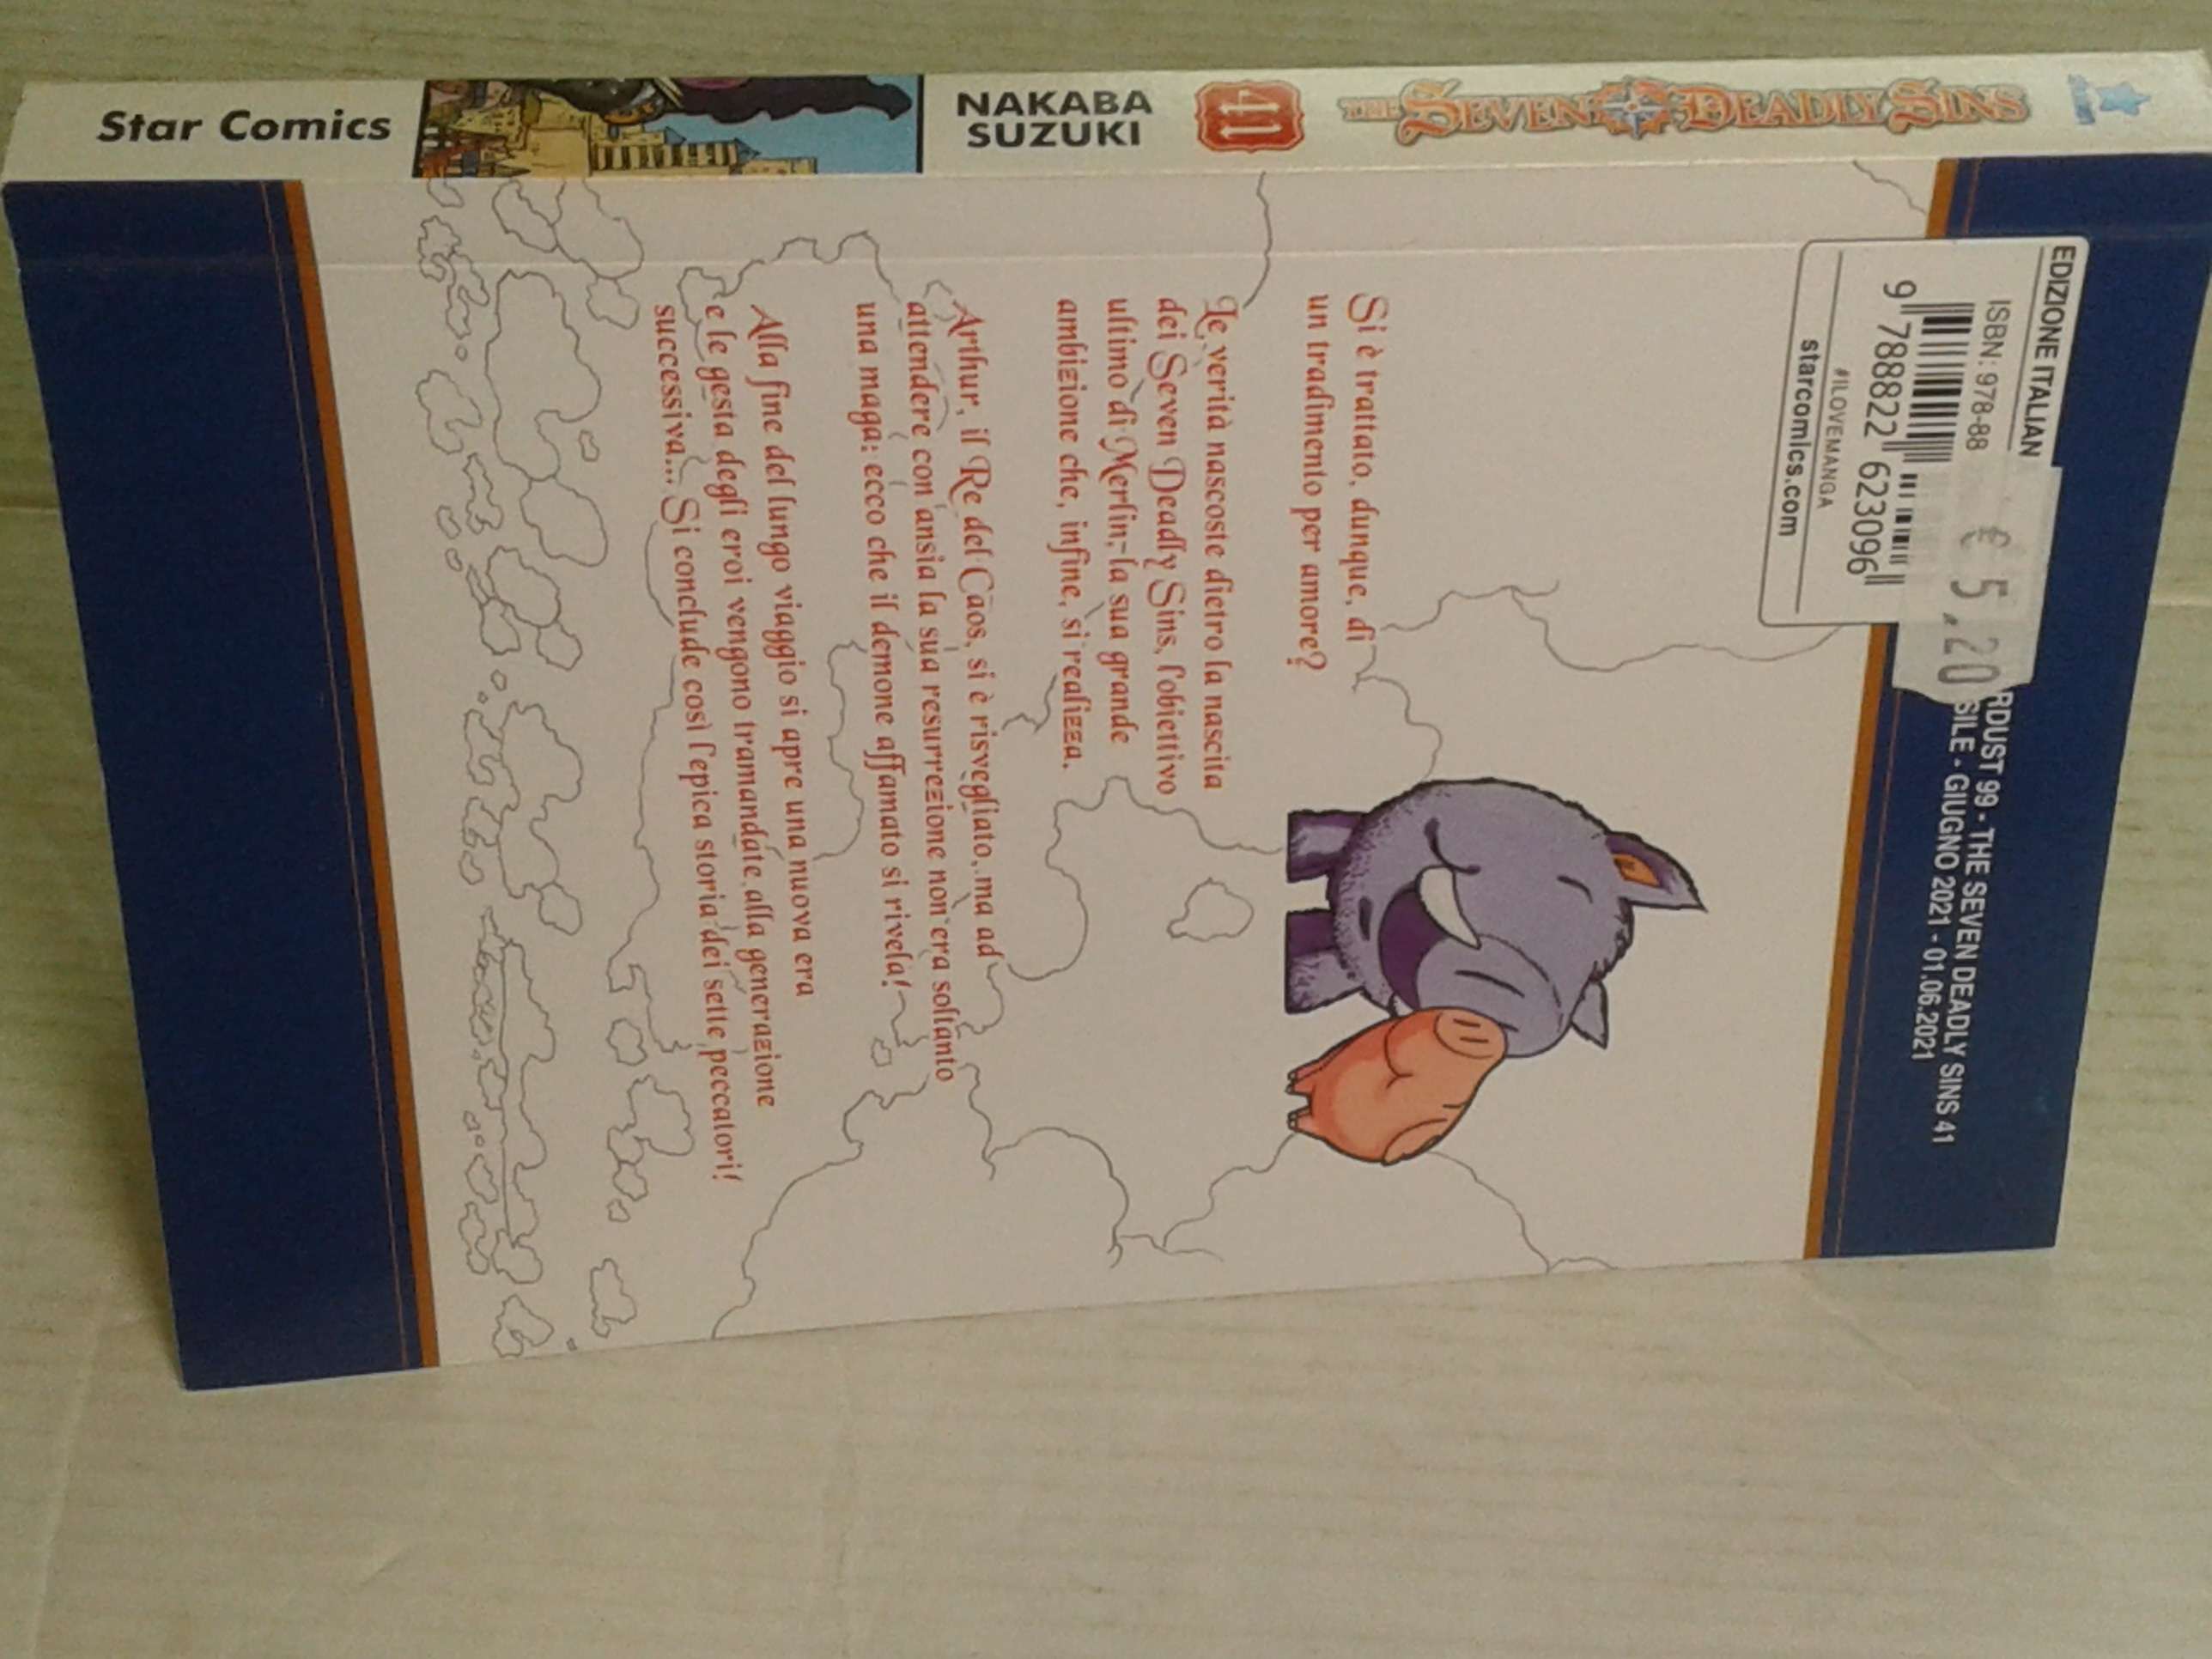 THE SEVEN DEADLY SINS
41
NAKABA
SUZUKI
Star Comics
EDIZIONE ITALIAN
ISBN: 978-88
€ 5,20
9 788822 623096
#ILOVEMANGA
starcomics.com
RDUST 99 - THE SEVEN DEADLY SINS 41
SILE - GIUGNO 2021 - 01.06.2021
Si è trattato, dunque, di
un tradimento per amore?
Le verità nascoste dietro la nascita
dei Seven Deadly Sins, l'obiettivo
ultimo di Merlin, la sua grande
ambizione che, infine, si realizza.
Arthur, il Re del Caos, si è risvegliato, ma ad
attendere con ansia la sua resurrezione non era soltanto
una maga: ecco che il demone affamato si rivela!
Alla fine del lungo viaggio si apre una nuova era
e le gesta degli eroi vengono tramandate alla generazione
successiva... Si conclude così l'epica storia dei sette peccatori!